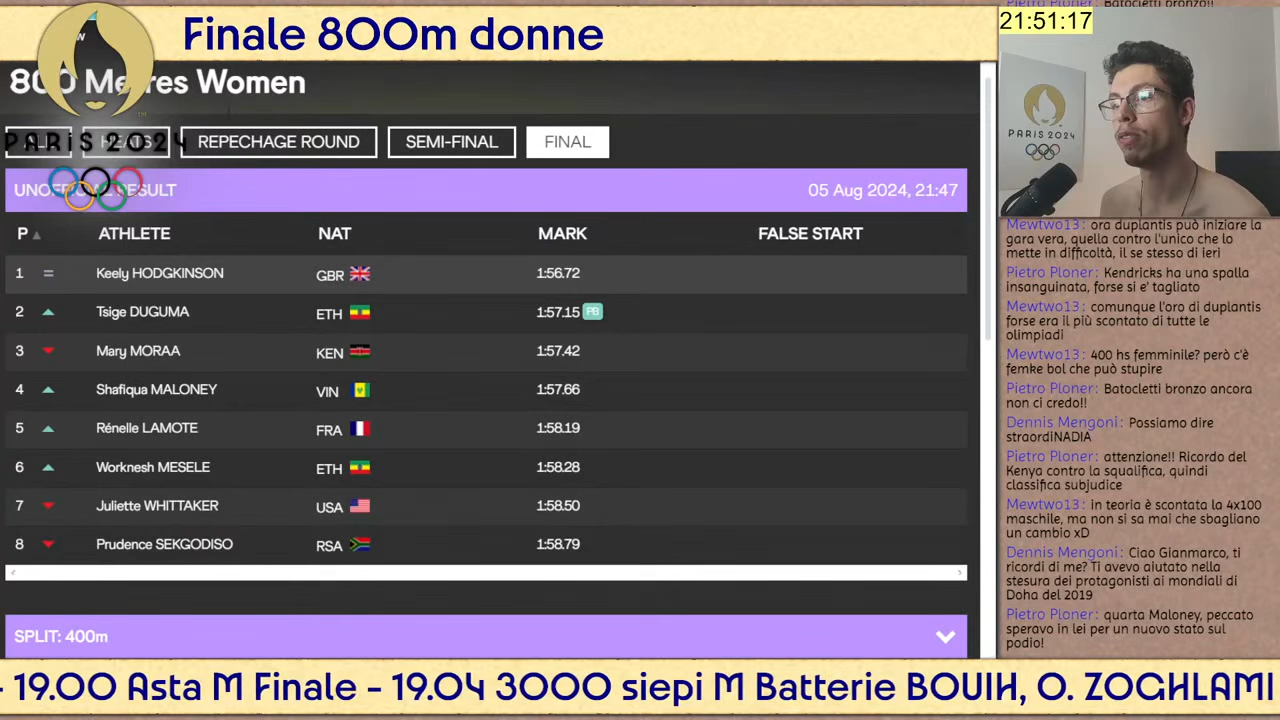 Finale 800m donne
21:51:17
800 Metres Women
PARIS 2024
ALL
HEATS
REPECHAGE ROUND
SEMI-FINAL
FINAL
UNOFFICIAL RESULT
05 Aug 2024, 21:47
P ATHLETE NAT MARK FALSE START
1 = Keely HODGKINSON GBR 1:56.72
2 Tsige DUGUMA ETH 1:57.15 PB
3 Mary MORAA KEN 1:57.42
4 Shafiqua MALONEY VIN 1:57.66
5 Rénelle LAMOTE FRA 1:58.19
6 Worknesh MESELE ETH 1:58.28
7 Juliette WHITTAKER USA 1:58.50
8 Prudence SEKGODISO RSA 1:58.79
SPLIT: 400m
PARIS 2024
Pietro Ploner: Batocletti bronzo!!
Mewtwo13: ora duplantis può iniziare la
gara vera, quella contro l'unico che lo
mette in difficoltà, il se stesso di ieri
Pietro Ploner: Kendricks ha una spalla
insanguinata, forse si e' tagliato
Mewtwo13: comunque l'oro di duplantis
forse era il più scontato di tutte le
olimpiadi
Mewtwo13: 400 hs femminile? però c'è
femke bol che può stupire
Pietro Ploner: Batocletti bronzo ancora
non ci credo!!
Dennis Mengoni: Possiamo dire
straordiNADIA
Pietro Ploner: attenzione!! Ricordo del
Kenya contro la squalifica, quindi
classifica subjudice
Mewtwo13: in teoria è scontata la 4x100
maschile, ma non si sa mai che sbagliano
un cambio xD
Dennis Mengoni: Ciao Gianmarco, ti
ricordi di me? Ti avevo aiutato nella
stesura dei protagonisti ai mondiali di
Doha del 2019
Pietro Ploner: quarta Maloney, peccato
speravo in lei per un nuovo stato sul
podio!
- 19.00 Asta M Finale - 19.04 3000 siepi M Batterie BOUIH, O. ZOGHLAMI